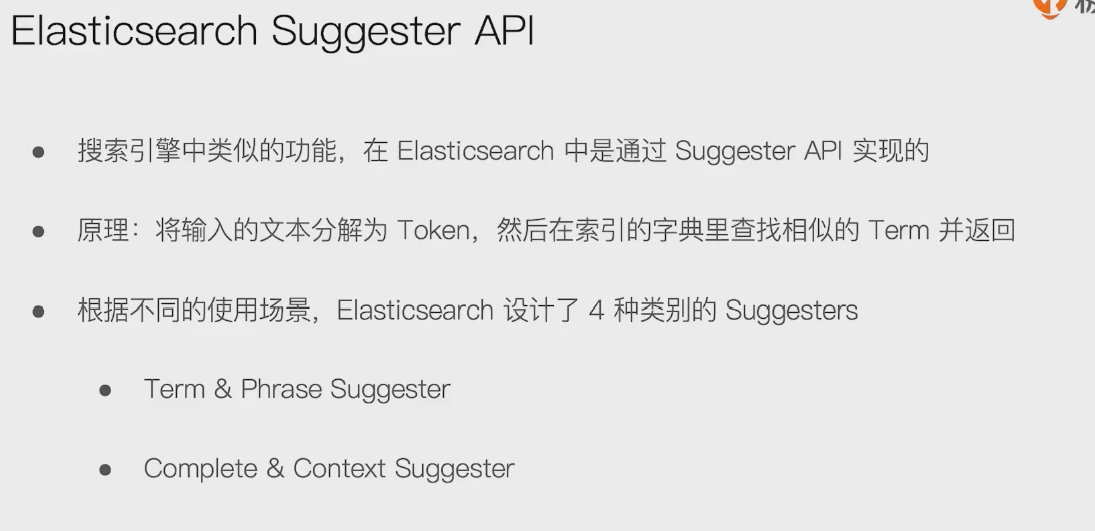 Elasticsearch Suggester API
● 搜索引擎中类似的功能，在 Elasticsearch 中是通过 Suggester API 实现的
● 原理：将输入的文本分解为 Token，然后在索引的字典里查找相似的 Term 并返回
● 根据不同的使用场景，Elasticsearch 设计了 4 种类别的 Suggesters
● Term & Phrase Suggester
● Complete & Context Suggester